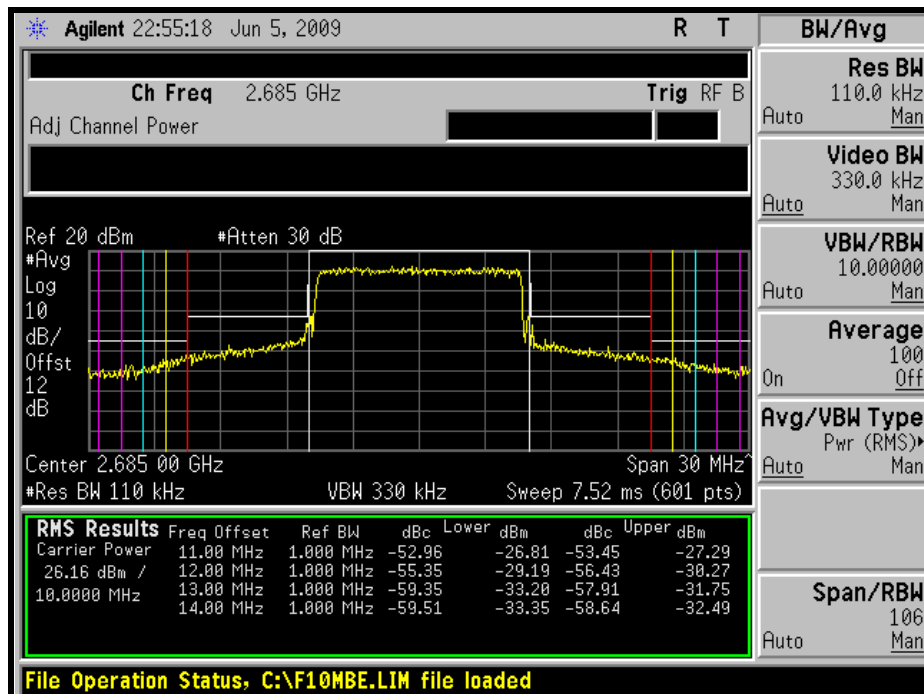 Agilent 22:55:18 Jun 5, 2009 R T
BW/Avg
Ch Freq 2.685 GHz Trig RF B
Adj Channel Power
Res BW
110.0 kHz
Auto Man
Video BW
330.0 kHz
Auto Man
VBW/RBW
10.00000
Auto Man
Average
100
On Off
Avg/VBW Type
Pwr (RMS)
Auto Man
Span/RBW
106
Auto Man
Ref 20 dBm #Atten 30 dB
#Avg
Log
10
dB/
Offst
12
dB
Center 2.685 00 GHz Span 30 MHz^
#Res BW 110 kHz VBW 330 kHz Sweep 7.52 ms (601 pts)
RMS Results Freq Offset Ref BW dBc Lower dBm dBc Upper dBm
Carrier Power 11.00 MHz 1.000 MHz -52.96 -26.81 -53.45 -27.29
26.16 dBm / 12.00 MHz 1.000 MHz -55.35 -29.19 -56.43 -30.27
10.0000 MHz 13.00 MHz 1.000 MHz -59.35 -33.20 -57.91 -31.75
14.00 MHz 1.000 MHz -59.51 -33.35 -58.64 -32.49
File Operation Status, C:\F10MBE.LIM file loaded